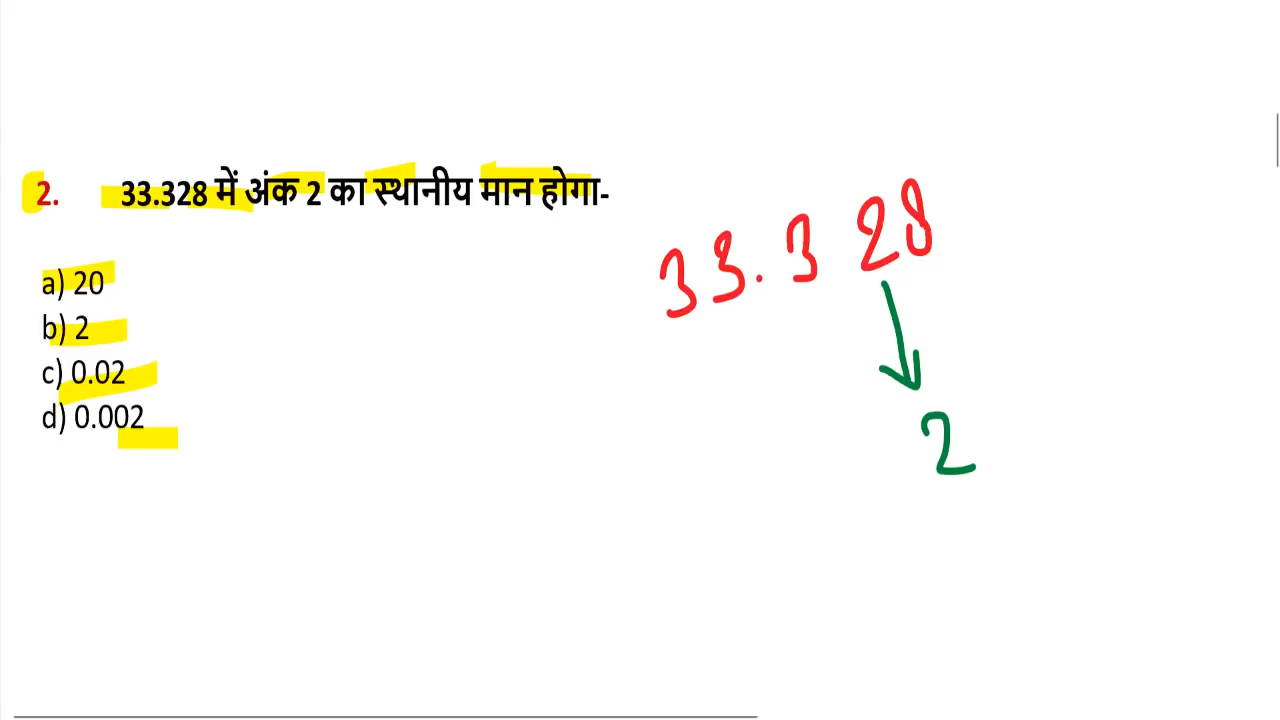 2. 33.328 में अंक 2 का स्थानीय मान होगा-
a) 20
b) 2
c) 0.02
d) 0.002
33.328
2